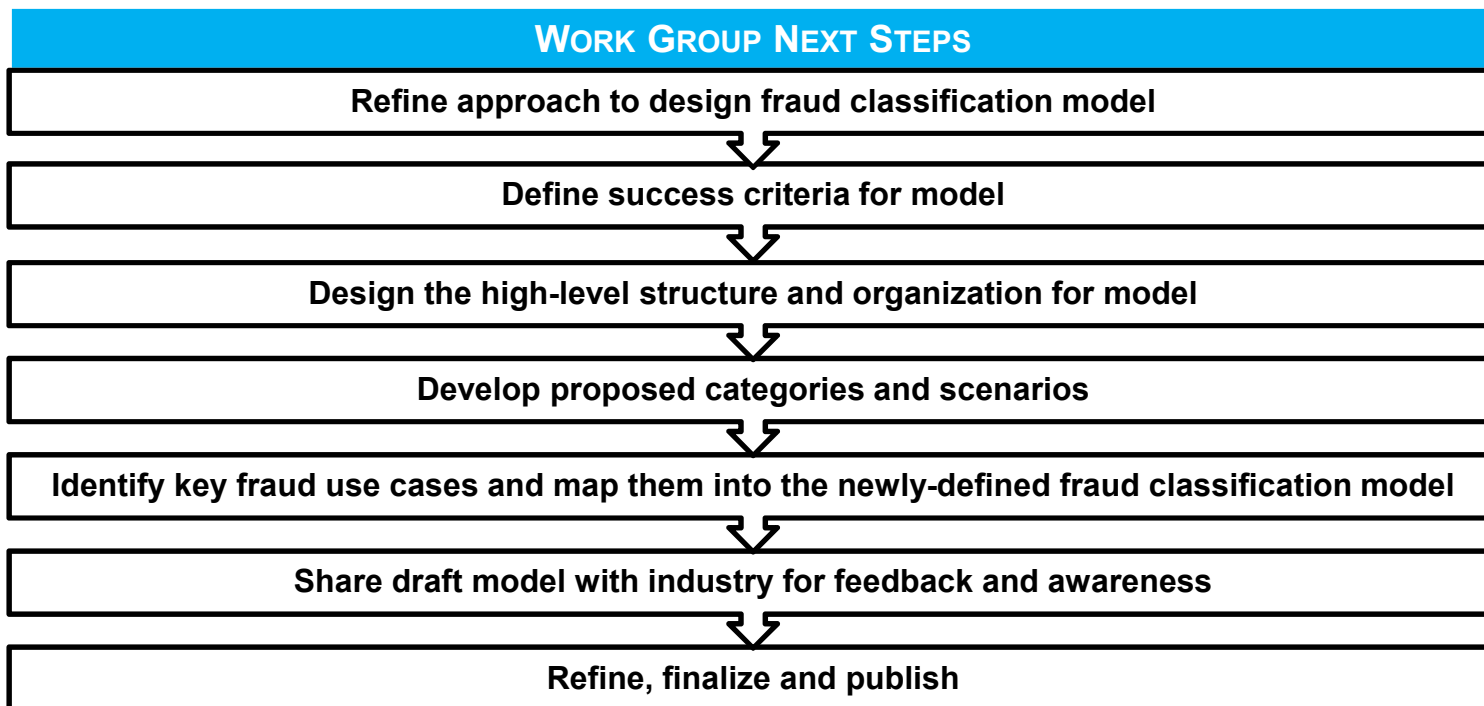 WORK GROUP NEXT STEPS
Refine approach to design fraud classification model
Define success criteria for model
Design the high-level structure and organization for model
Develop proposed categories and scenarios
Identify key fraud use cases and map them into the newly-defined fraud classification model
Share draft model with industry for feedback and awareness
Refine, finalize and publish